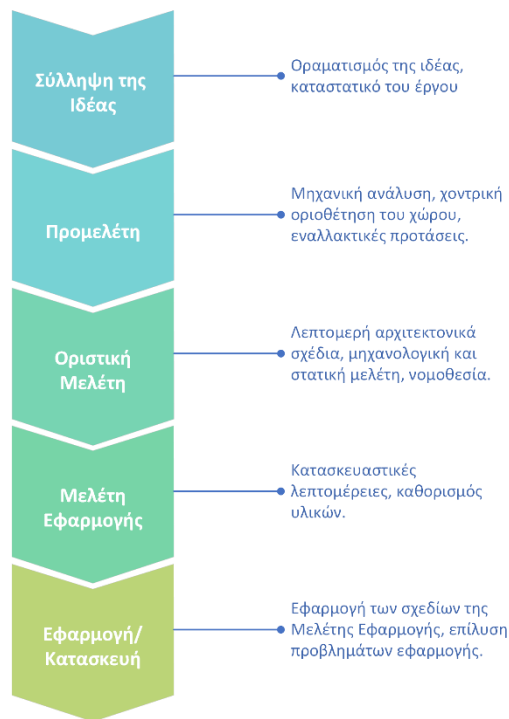 Σύλληψη της
Ιδέας
Οραματισμός της ιδέας,
καταστατικό του έργου
Προμελέτη
Μηχανική ανάλυση, χοντρική
οριοθέτηση του χώρου,
εναλλακτικές προτάσεις.
Οριστική
Μελέτη
Λεπτομερή αρχιτεκτονικά
σχέδια, μηχανολογική και
στατική μελέτη, νομοθεσία.
Μελέτη
Εφαρμογής
Κατασκευαστικές
λεπτομέρειες, καθορισμός
υλικών.
Εφαρμογή/
Κατασκευή
Εφαρμογή των σχεδίων της
Μελέτης Εφαρμογής, επίλυση
προβλημάτων εφαρμογής.